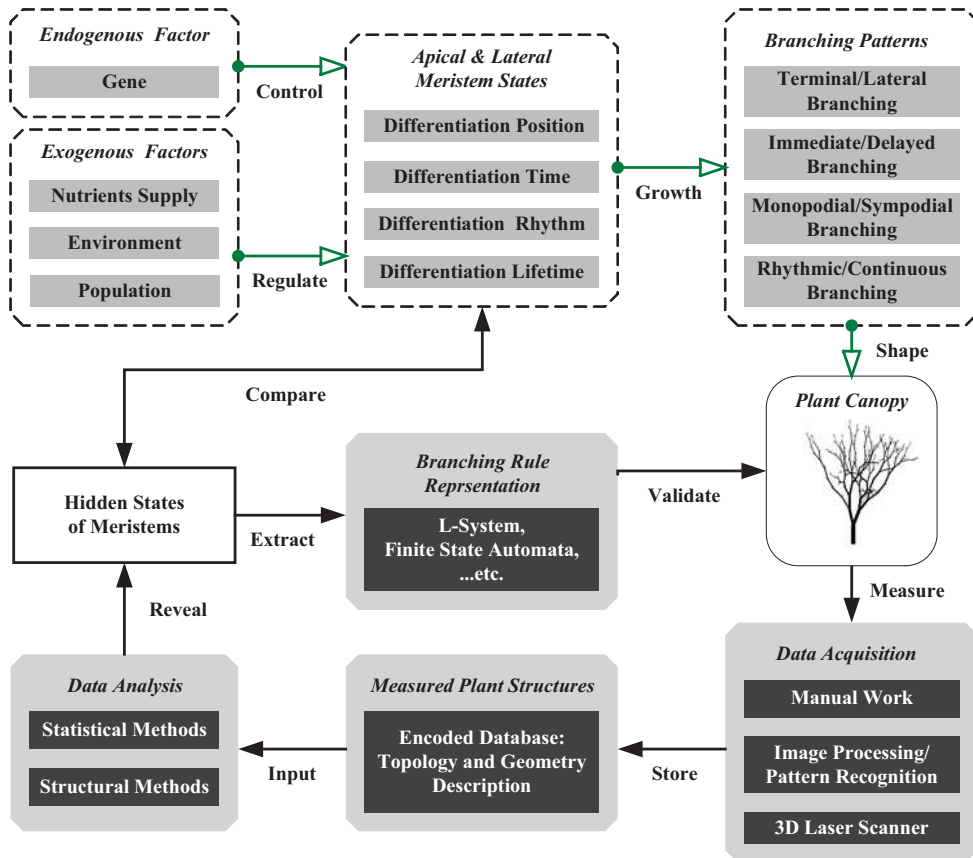 Endogenous Factor
Gene
Control
Exogenous Factors
Nutrients Supply
Environment
Population
Regulate
Apical & Lateral
Meristem States
Differentiation Position
Differentiation Time
Differentiation Rhythm
Differentiation Lifetime
Growth
Branching Patterns
Terminal/Lateral
Branching
Immediate/Delayed
Branching
Monopodial/Sympodial
Branching
Rhythmic/Continuous
Branching
Shape
Compare
Plant Canopy
Hidden States
of Meristems
Extract
Branching Rule
Reprsentation
L-System,
Finite State Automata,
...etc.
Validate
Measure
Reveal
Data Analysis
Statistical Methods
Structural Methods
Input
Measured Plant Structures
Encoded Database:
Topology and Geometry
Description
Store
Data Acquisition
Manual Work
Image Processing/
Pattern Recognition
3D Laser Scanner